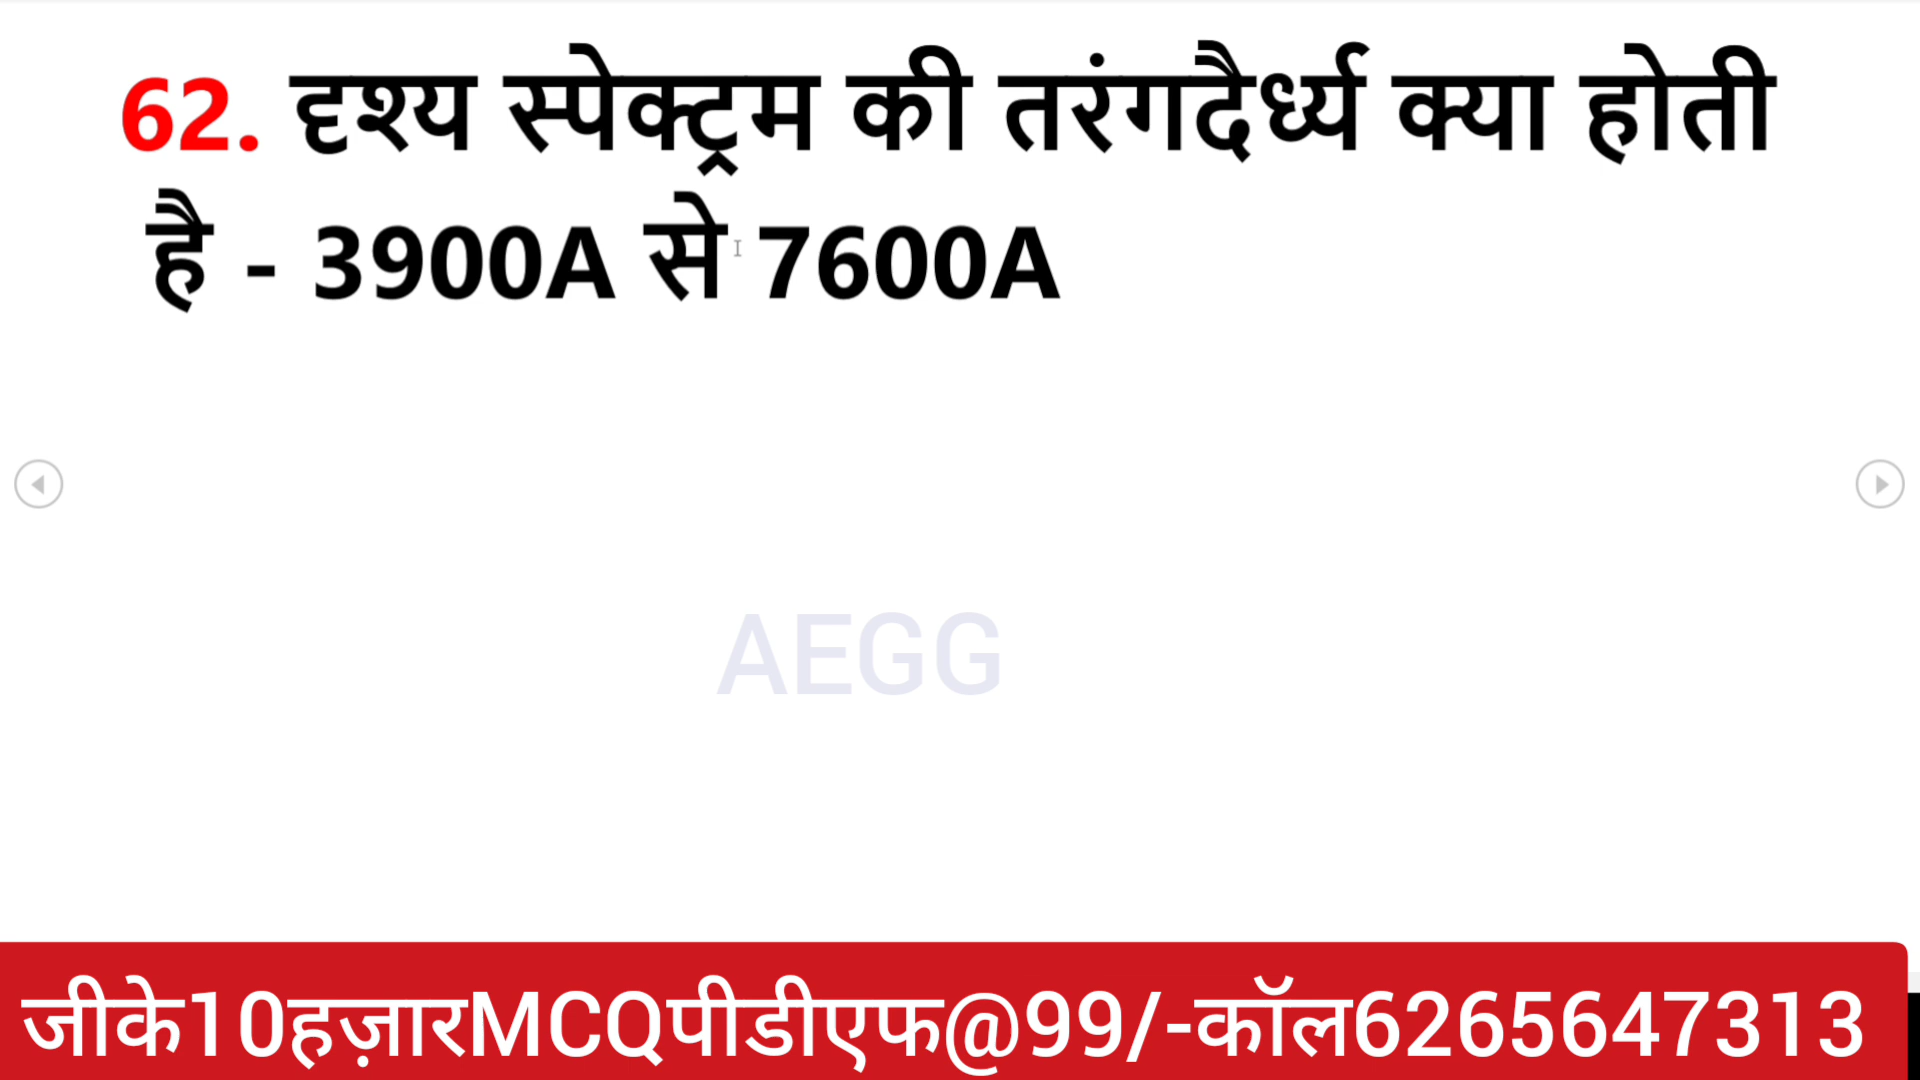 62. दृश्य स्पेक्ट्रम की तरंगदैर्ध्य क्या होती
है - 3900A से 7600A
AEGG
जीके10हज़ारMCQपीडीएफ@99/-कॉल6265647313